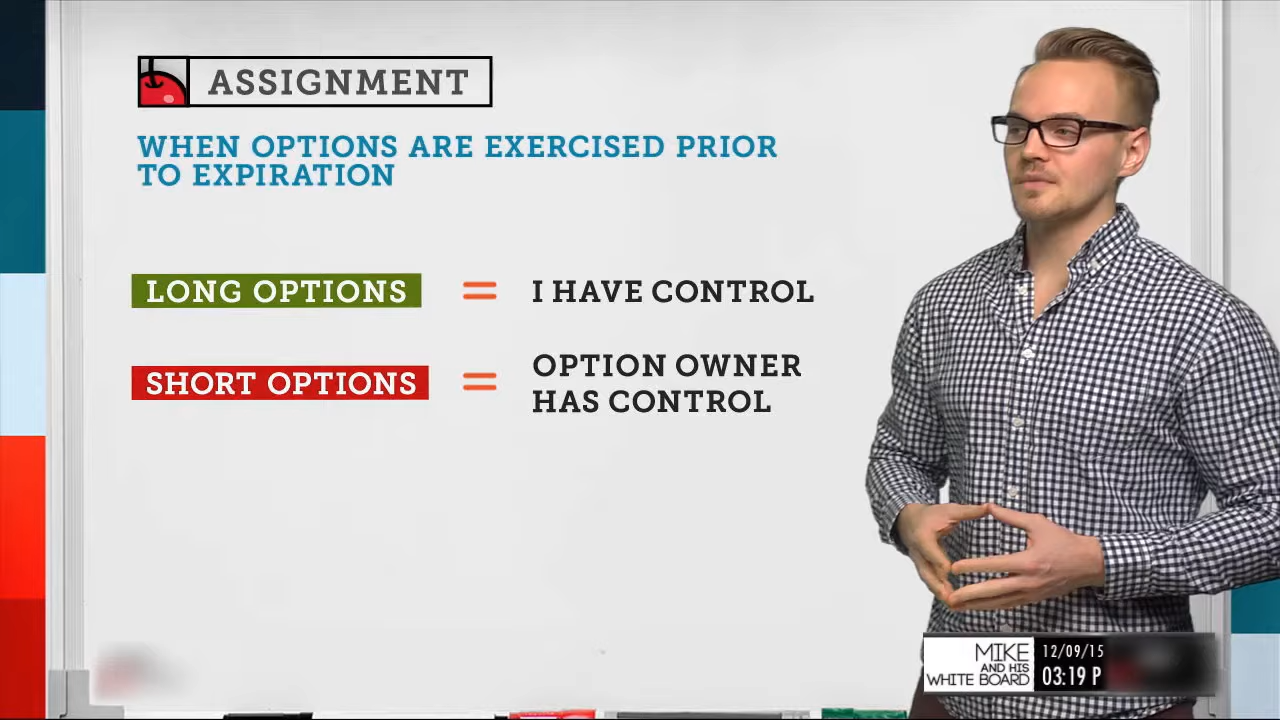 ASSIGNMENT
WHEN OPTIONS ARE EXERCISED PRIOR
TO EXPIRATION
LONG OPTIONS = I HAVE CONTROL
SHORT OPTIONS = OPTION OWNER
HAS CONTROL
MIKE
AND HIS
WHITE BOARD
12/09/15
03:19 P